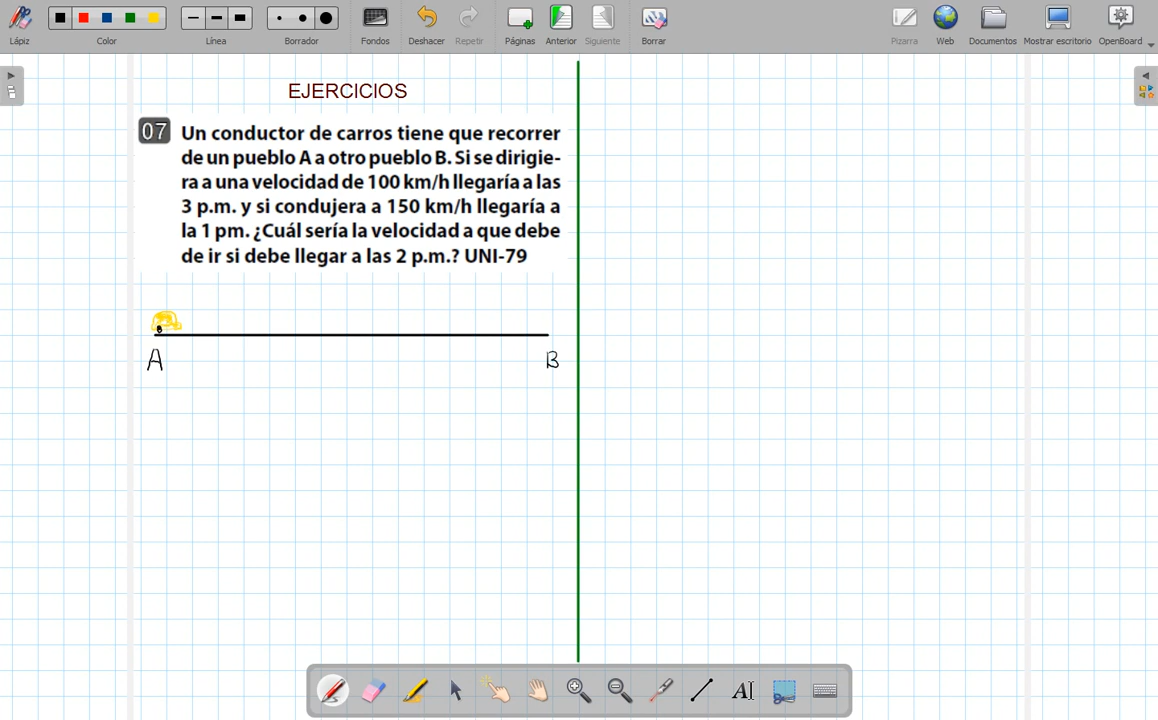 Lápiz
Color
Línea
Borrador
Fondos
Deshacer
Repetir
Páginas
Anterior
Siguiente
Borrar
Pizarra
Web
Documentos
Mostrar escritorio
OpenBoard
EJERCICIOS
07 Un conductor de carros tiene que recorrer
de un pueblo A a otro pueblo B. Si se dirigie-
ra a una velocidad de 100 km/h llegaría a las
3 p.m. y si condujera a 150 km/h llegaría a
la 1 pm. ¿Cuál sería la velocidad a que debe
de ir si debe llegar a las 2 p.m.? UNI-79
A B
AI